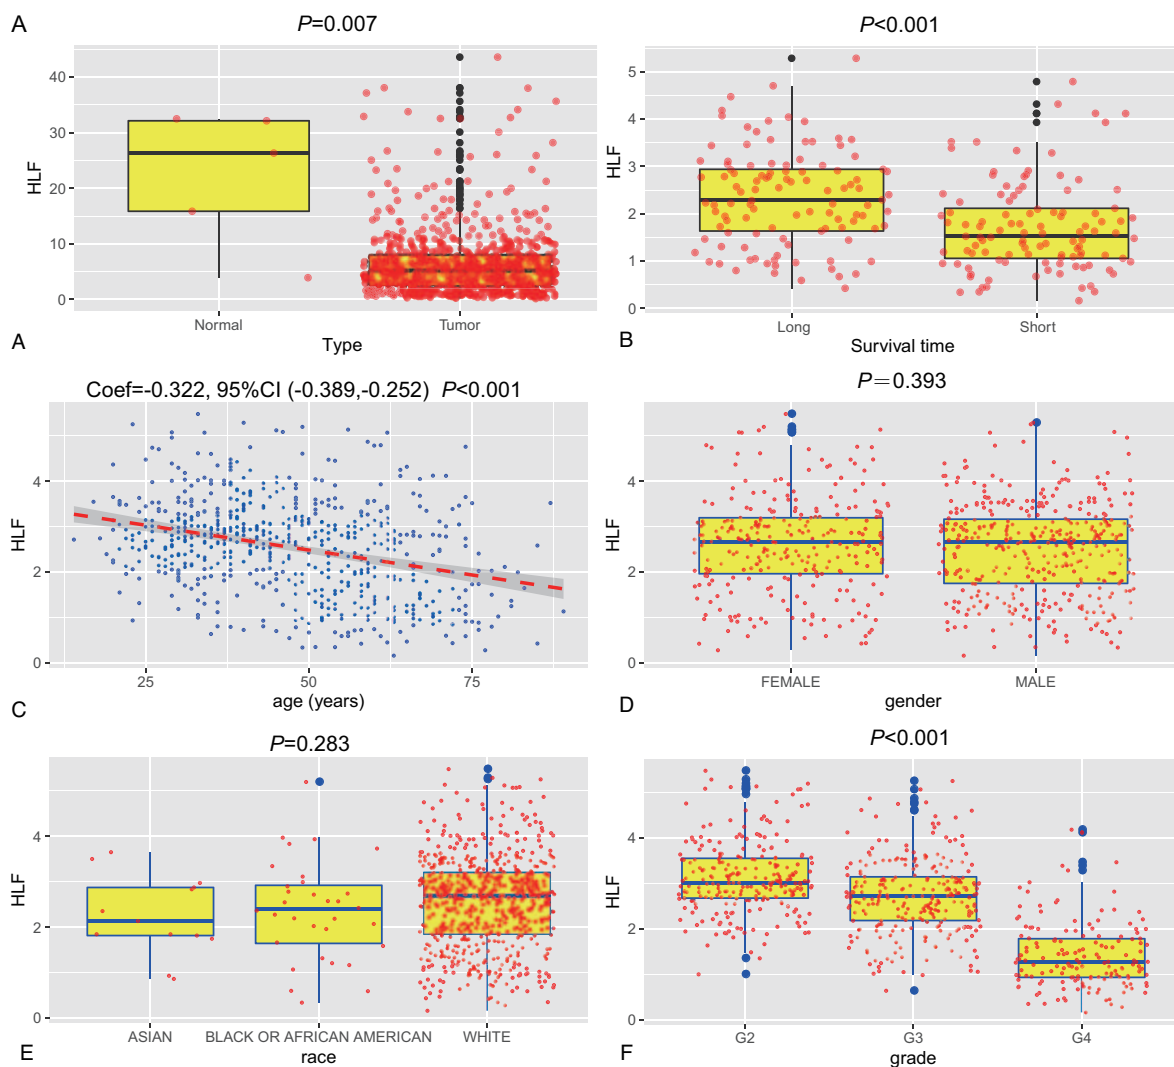 A
P=0.007
HLF
40
30
20
10
0
Normal
Tumor
Type
A
P<0.001
HLF
5
4
3
2
1
0
Long
Short
Survival time
B
Coef=-0.322, 95%CI (-0.389,-0.252) P<0.001
HLF
4
2
0
25
50
75
age (years)
C
P=0.393
HLF
4
2
0
FEMALE
MALE
gender
D
P=0.283
HLF
4
2
0
ASIAN
BLACK OR AFRICAN AMERICAN
WHITE
race
E
P<0.001
HLF
4
2
0
G2
G3
G4
grade
F